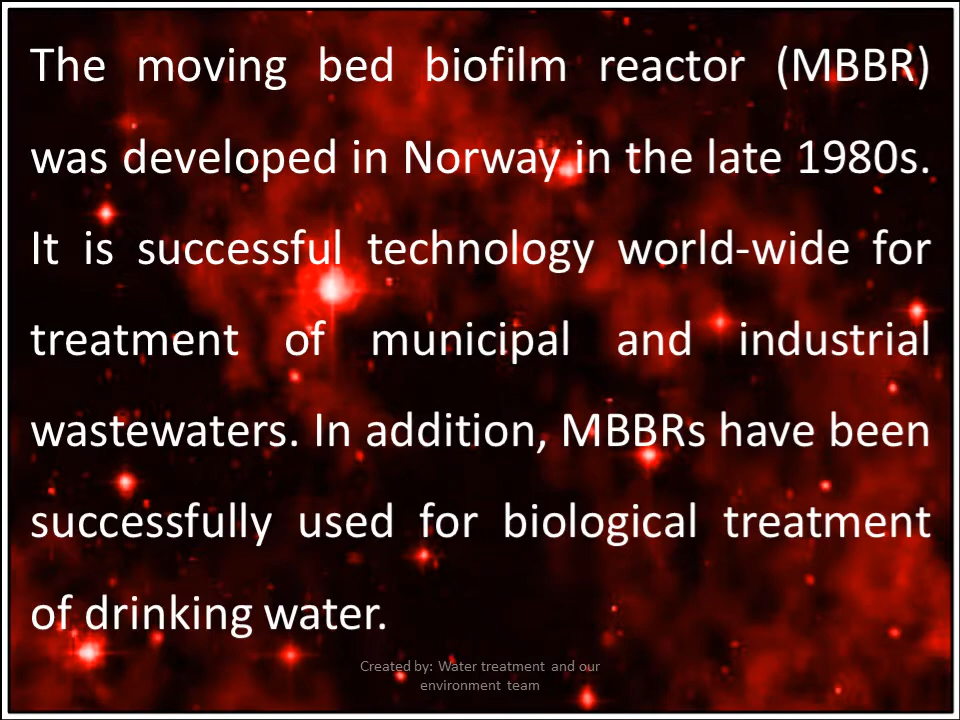 The moving bed biofilm reactor (MBBR)
was developed in Norway in the late 1980s.
It is successful technology world-wide for
treatment of municipal and industrial
wastewaters. In addition, MBBRs have been
successfully used for biological treatment
of drinking water.
Created by: Water treatment and our
environment team